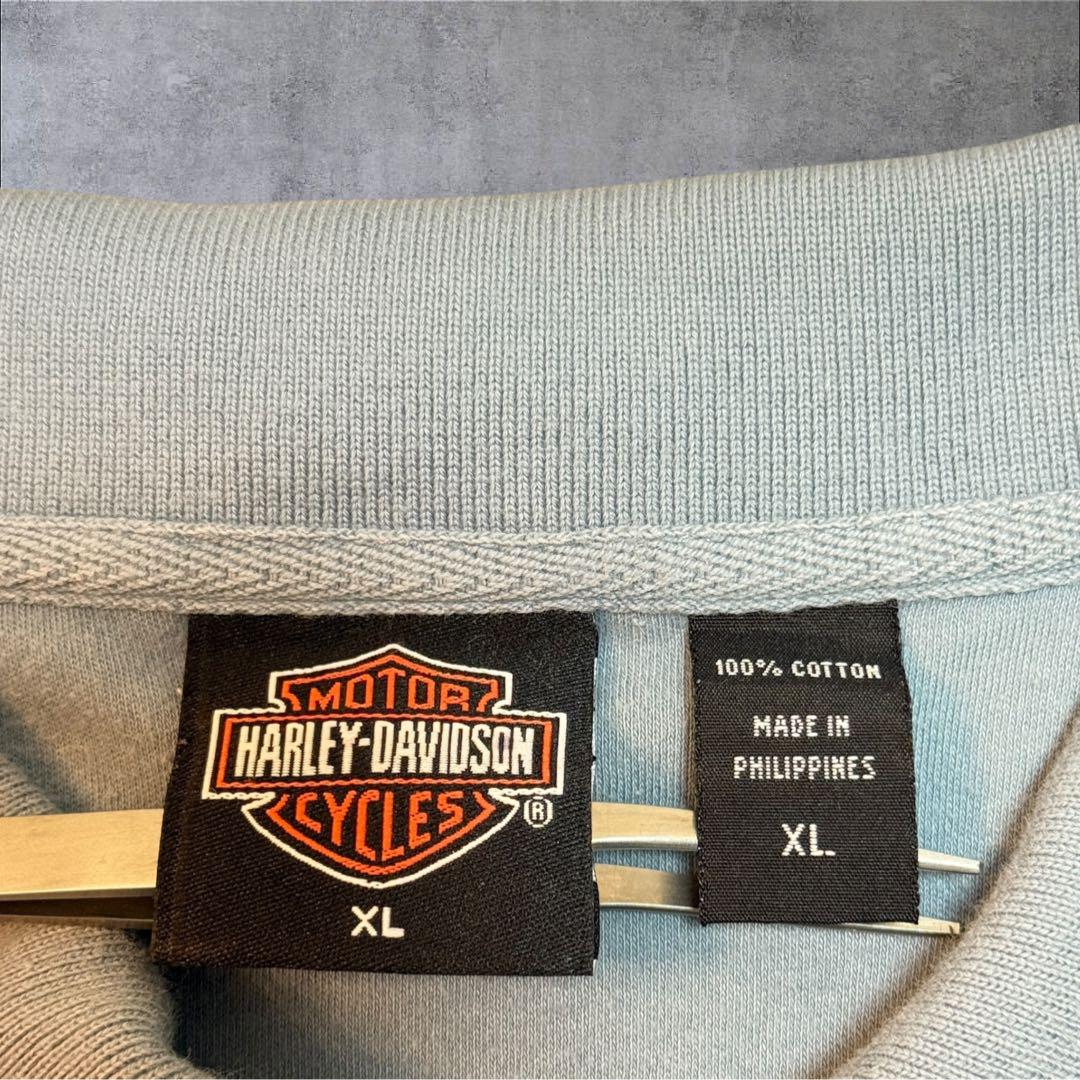 MOTOR
HARLEY-DAVIDSON
CYCLES
®
XL
100% COTTON
MADE IN
PHILIPPINES
XL.